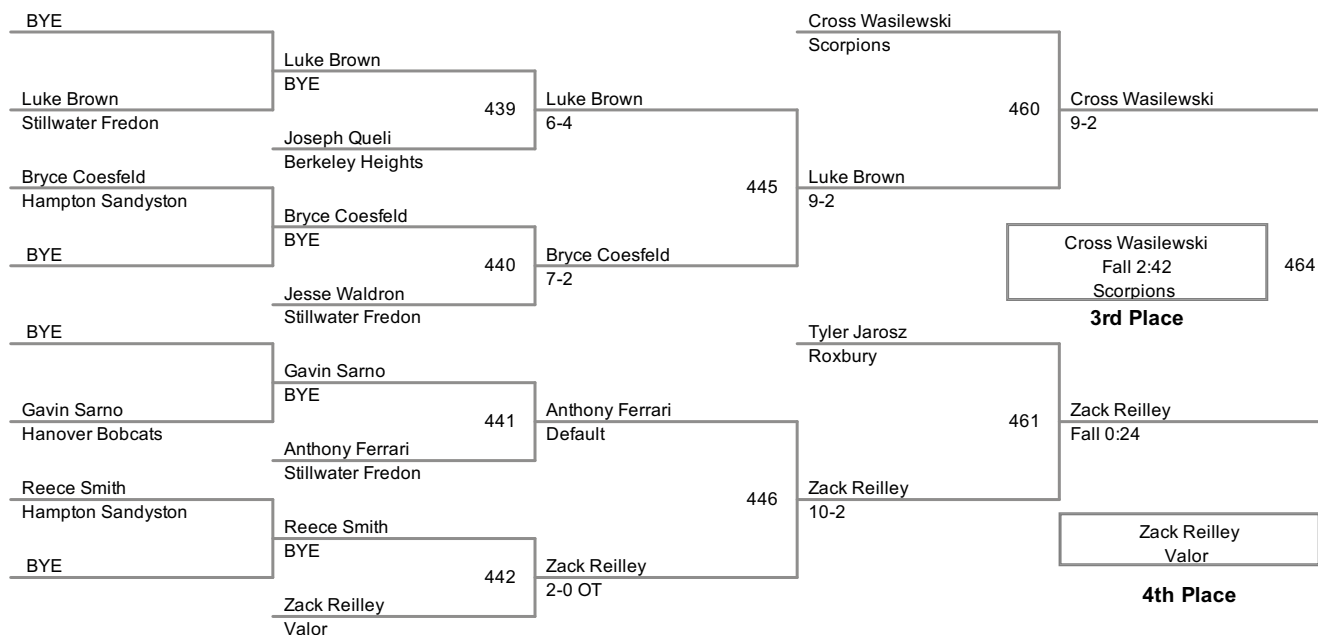 BYE
Cross Wasilewski
Scorpions
Luke Brown
BYE
Luke Brown
Stillwater Fredon
439
Luke Brown
6-4
460
Cross Wasilewski
9-2
Joseph Queli
Berkeley Heights
Bryce Coesfeld
Hampton Sandyston
445
Luke Brown
9-2
Bryce Coesfeld
BYE
BYE
440
Bryce Coesfeld
7-2
Cross Wasilewski
Fall 2:42
Scorpions
464
3rd Place
Jesse Waldron
Stillwater Fredon
BYE
Tyler Jarosz
Roxbury
Gavin Sarno
BYE
Gavin Sarno
Hanover Bobcats
441
Anthony Ferrari
Default
461
Zack Reilley
Fall 0:24
Anthony Ferrari
Stillwater Fredon
Reece Smith
Hampton Sandyston
446
Zack Reilley
10-2
Reece Smith
BYE
Zack Reilley
Valor
BYE
442
Zack Reilley
2-0 OT
4th Place
Zack Reilley
Valor